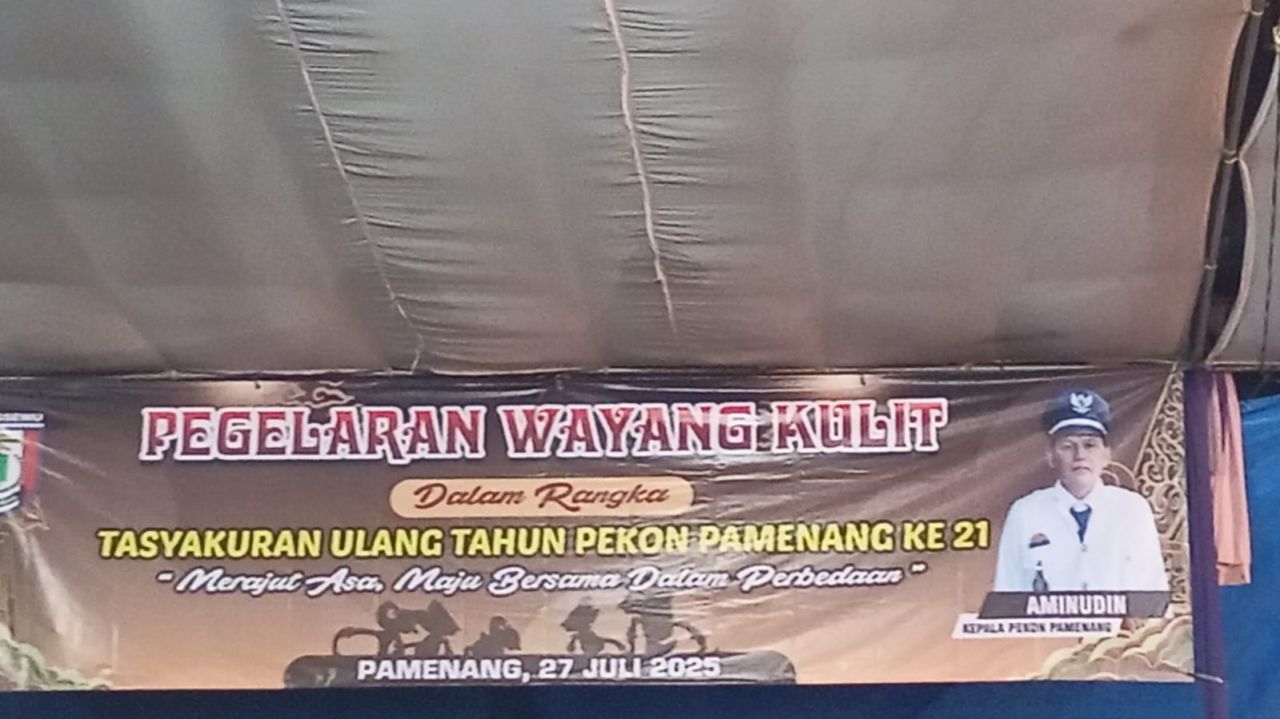 PEGELARAN WAYANG KULIT
Dalam Rangka
TASYAKURAN ULANG TAHUN PEKON PAMENANG KE 21
" Merajut Asa, Maju Bersama Dalam Perbedaan "
AMINUDIN
KEPALA PEKON PAMENANG
PAMENANG, 27 JULI 2025